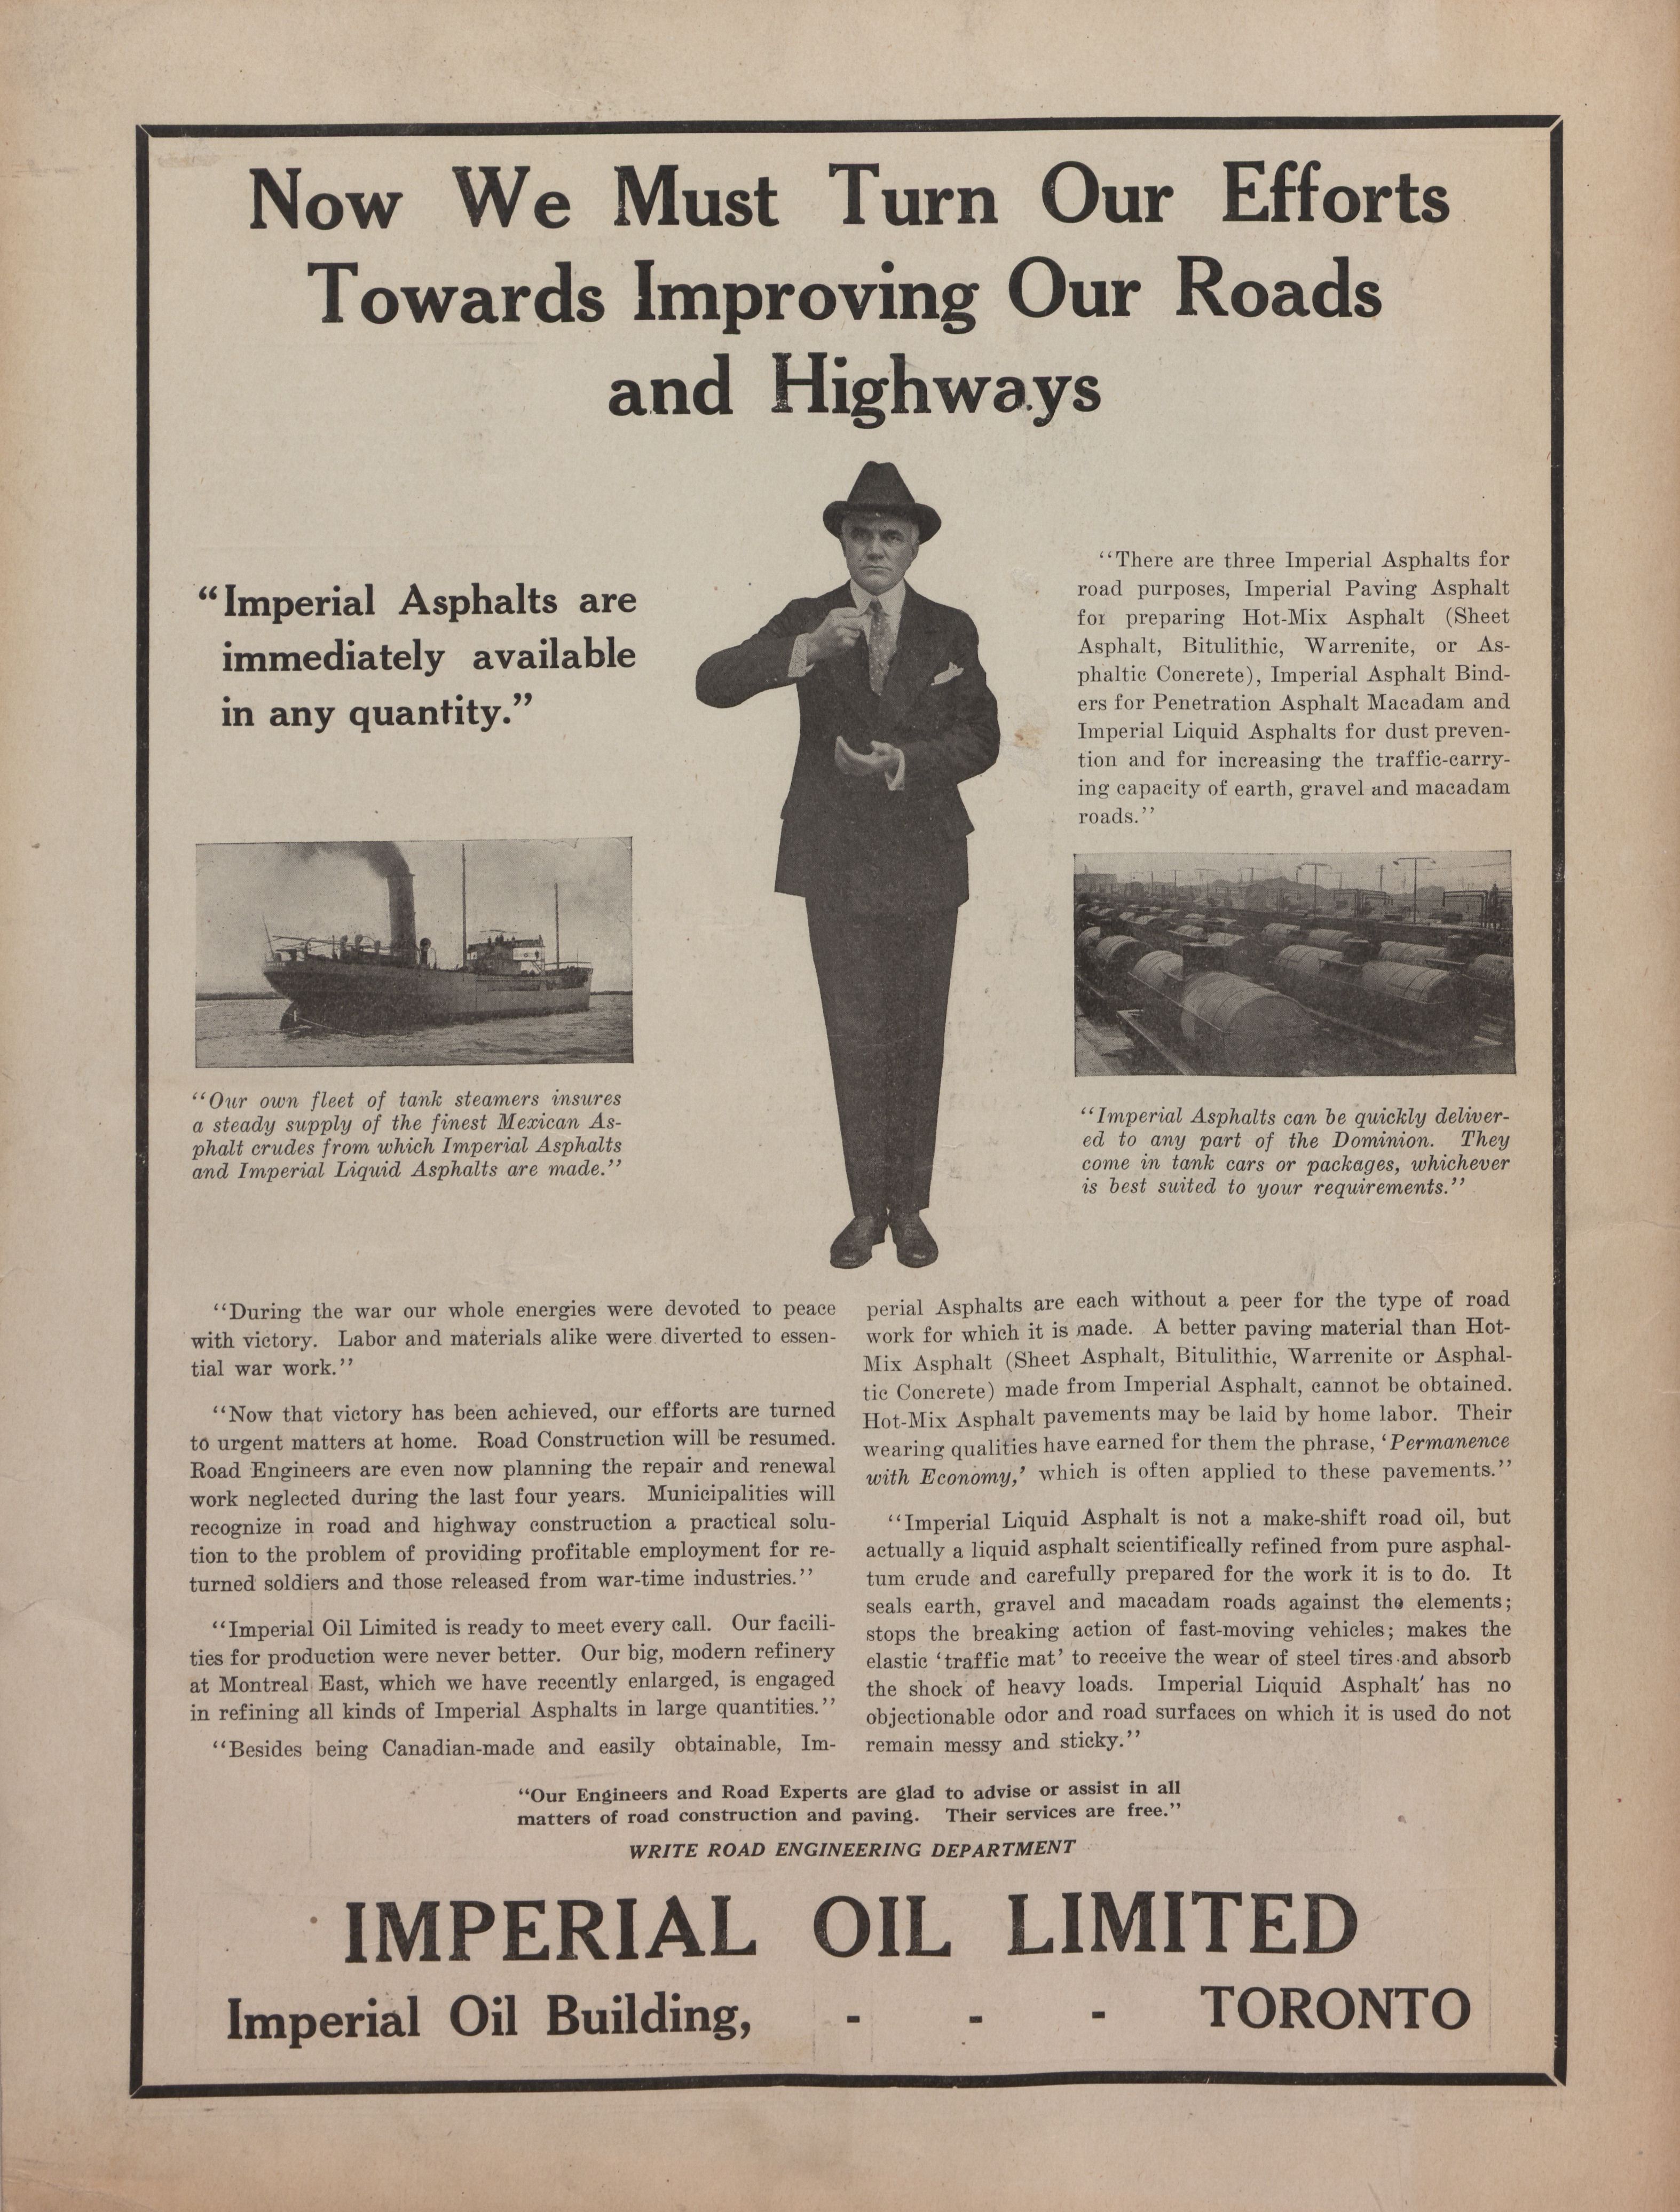 Now We Must Turn Our Efforts
Towards Improving Our Roads
and Highways
“Imperial Asphalts are
immediately available
in any quantity.”
“There are three Imperial Asphalts for
road purposes, Imperial Paving Asphalt
for preparing Hot-Mix Asphalt (Sheet
Asphalt, Bitulithic, Warrenite, or As-
phaltic Concrete), Imperial Asphalt Bind-
ers for Penetration Asphalt Macadam and
Imperial Liquid Asphalts for dust preven-
tion and for increasing the traffic-carry-
ing capacity of earth, gravel and macadam
roads.”
“Our own fleet of tank steamers insures
a steady supply of the finest Mexican As-
phalt crudes from which Imperial Asphalts
and Imperial Liquid Asphalts are made.”
“Imperial Asphalts can be quickly deliver-
ed to any part of the Dominion. They
come in tank cars or packages, whichever
is best suited to your requirements.”
“During the war our whole energies were devoted to peace
with victory. Labor and materials alike were diverted to essen-
tial war work.”
“Now that victory has been achieved, our efforts are turned
to urgent matters at home. Road Construction will be resumed.
Road Engineers are even now planning the repair and renewal
work neglected during the last four years. Municipalities will
recognize in road and highway construction a practical solu-
tion to the problem of providing profitable employment for re-
turned soldiers and those released from war-time industries.”
“Imperial Oil Limited is ready to meet every call. Our facili-
ties for production were never better. Our big, modern refinery
at Montreal East, which we have recently enlarged, is engaged
in refining all kinds of Imperial Asphalts in large quantities.”
“Besides being Canadian-made and easily obtainable, Im-
perial Asphalts are each without a peer for the type of road
work for which it is made. A better paving material than Hot-
Mix Asphalt (Sheet Asphalt, Bitulithic, Warrenite or Asphal-
tic Concrete) made from Imperial Asphalt, cannot be obtained.
Hot-Mix Asphalt pavements may be laid by home labor. Their
wearing qualities have earned for them the phrase, ‘Permanence
with Economy,’ which is often applied to these pavements.”
“Imperial Liquid Asphalt is not a make-shift road oil, but
actually a liquid asphalt scientifically refined from pure asphal-
tum crude and carefully prepared for the work it is to do. It
seals earth, gravel and macadam roads against the elements;
stops the breaking action of fast-moving vehicles; makes the
elastic ‘traffic mat’ to receive the wear of steel tires and absorb
the shock of heavy loads. Imperial Liquid Asphalt has no
objectionable odor and road surfaces on which it is used do not
remain messy and sticky.”
“Our Engineers and Road Experts are glad to advise or assist in all
matters of road construction and paving. Their services are free.”
WRITE ROAD ENGINEERING DEPARTMENT
IMPERIAL OIL LIMITED
Imperial Oil Building, - - - TORONTO